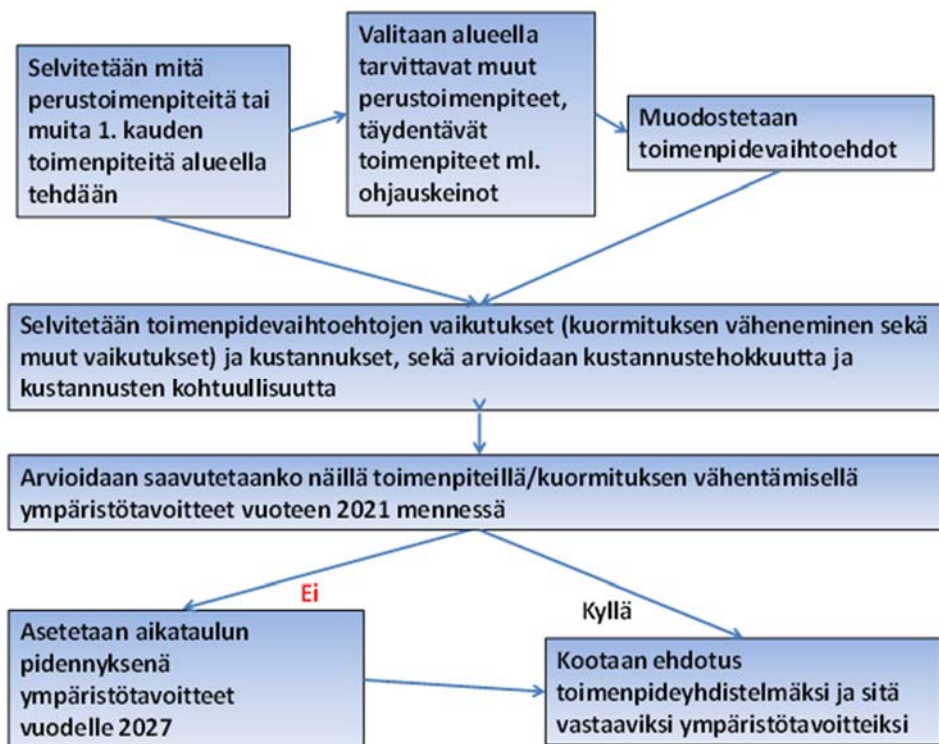 Selvitetään mitä
perustoimenpiteitä tai
muita 1. kauden
toimenpiteitä alueella
tehdään
Valitaan alueella
tarvittavat muut
perustoimenpiteet,
täydentävät
toimenpiteet ml.
ohjauskeinot
Muodostetaan
toimenpidevaihtoehdot
Selvitetään toimenpidevaihtoehtojen vaikutukset (kuormituksen väheneminen sekä
muut vaikutukset) ja kustannukset, sekä arvioidaan kustannustehokkuutta ja
kustannusten kohtuullisuutta
Arvioidaan saavutetaanko näillä toimenpiteillä/kuormituksen vähentämisellä
ympäristötavoitteet vuoteen 2021 mennessä
Ei
Kyllä
Asetetaan aikataulun
pidennyksenä
ympäristötavoitteet
vuodelle 2027
Kootaan ehdotus
toimenpideyhdistelmäksi ja sitä
vastaaviksi ympäristötavoitteiksi